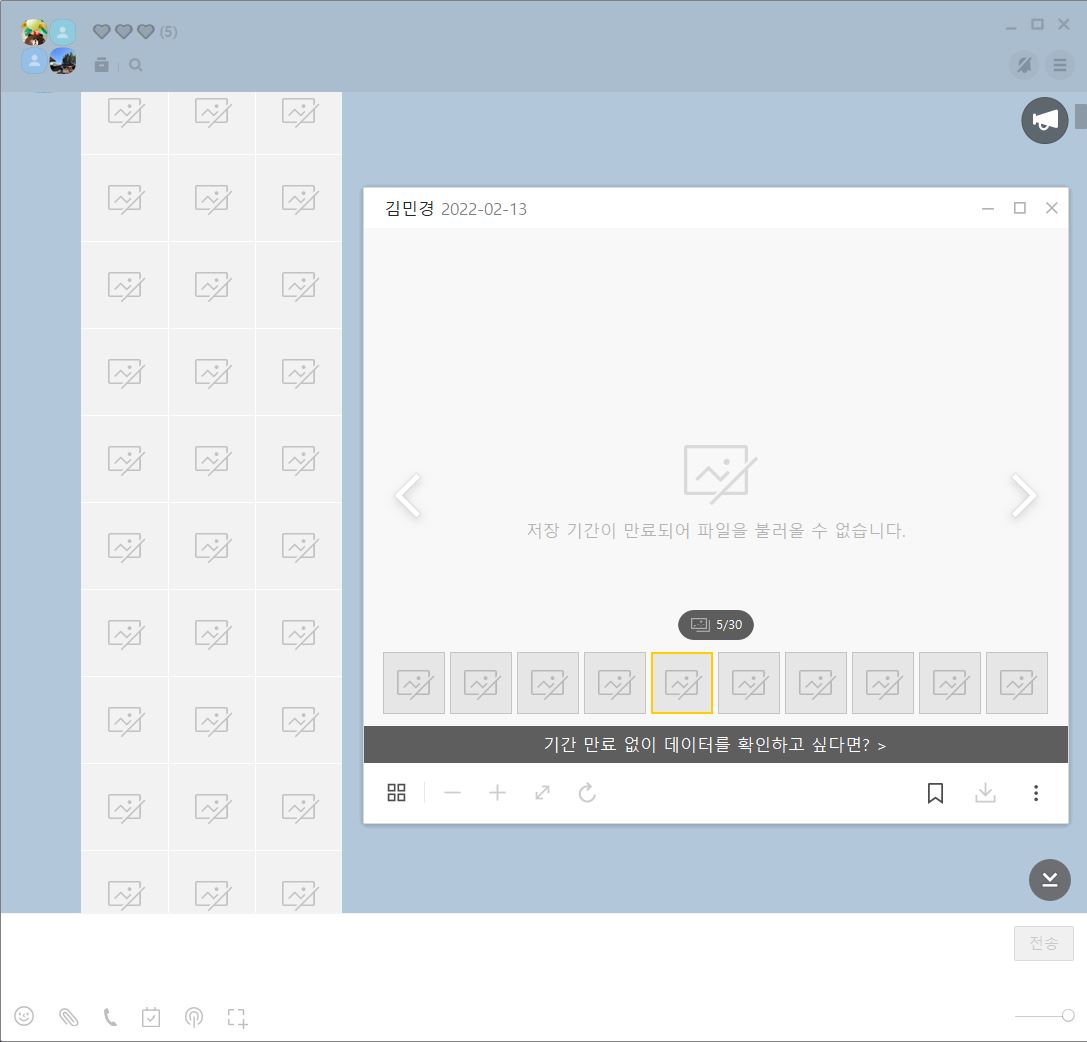 (5)
김민경 2022-02-13
저장 기간이 만료되어 파일을 불러올 수 없습니다.
5/30
기간 만료 없이 데이터를 확인하고 싶다면? >
전송